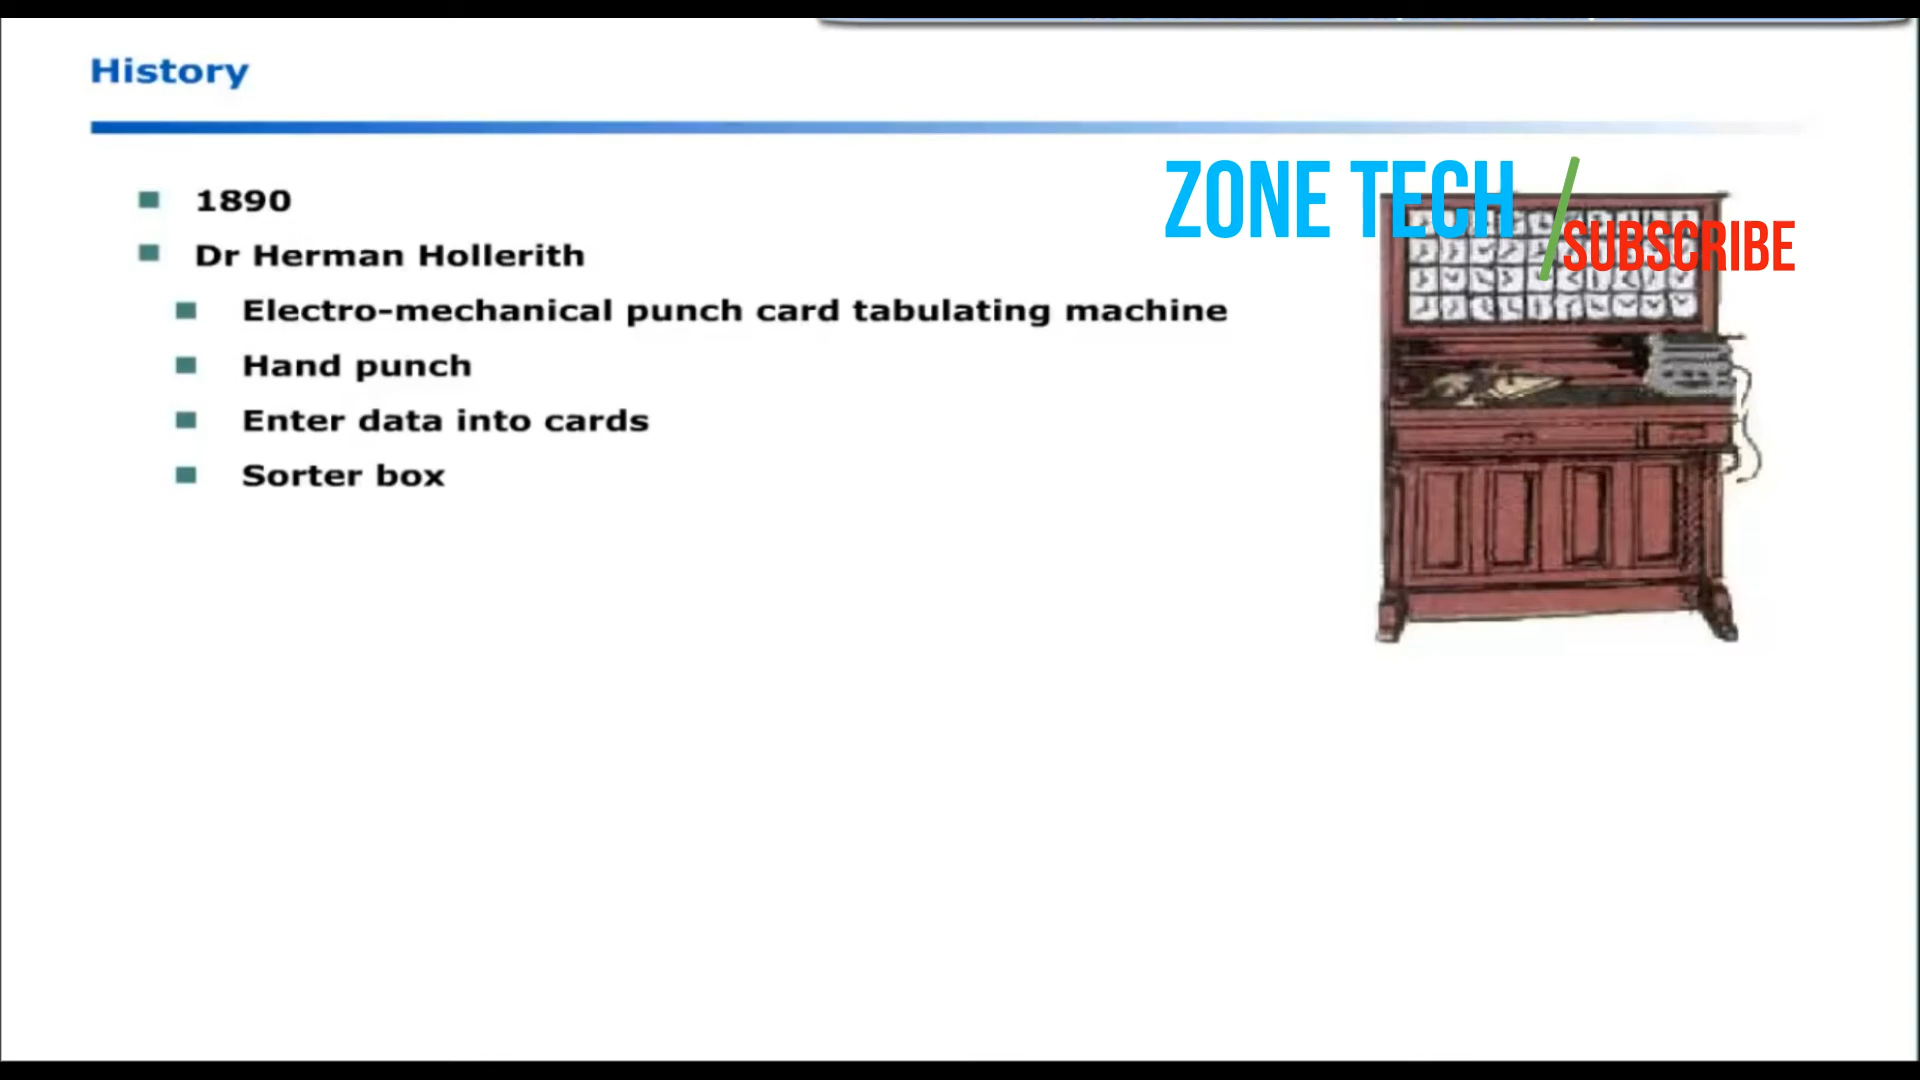 History
1890
Dr Herman Hollerith
Electro-mechanical punch card tabulating machine
Hand punch
Enter data into cards
Sorter box
ZONE TECH
SUBSCRIBE